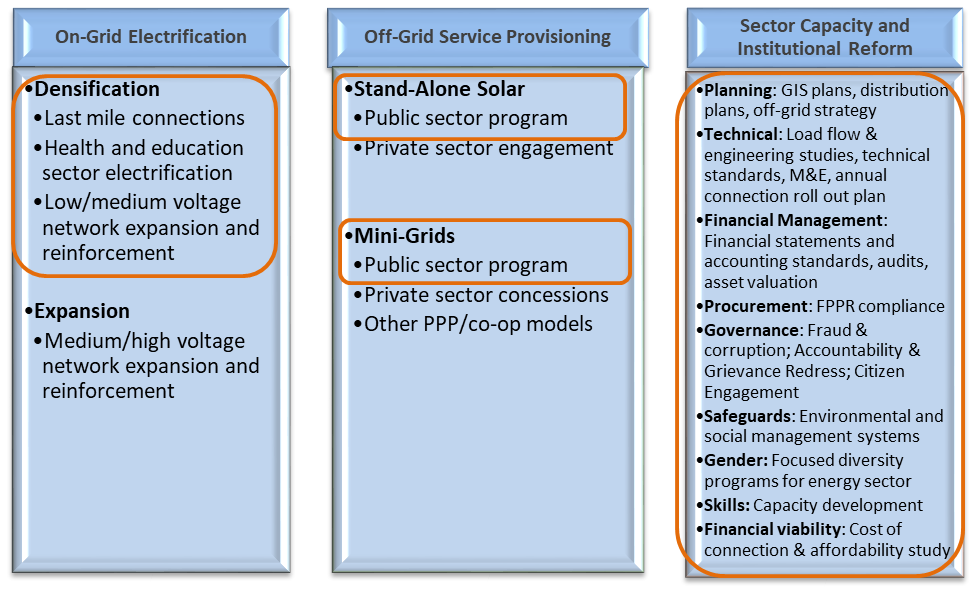 On-Grid Electrification
•Densification
•Last mile connections
•Health and education
sector electrification
•Low/medium voltage
network expansion and
reinforcement
Expansion
•Medium/high voltage
network expansion and
reinforcement
Off-Grid Service Provisioning
•Stand-Alone Solar
•Public sector program
•Private sector engagement
•Mini-Grids
•Public sector program
•Private sector concessions
•Other PPP/co-op models
Sector Capacity and
Institutional Reform
•Planning: GIS plans, distribution
plans, off-grid strategy
•Technical: Load flow &
engineering studies, technical
standards, M&E, annual
connection roll out plan
•Financial Management:
Financial statements and
accounting standards, audits,
asset valuation
•Procurement: FPPR compliance
•Governance: Fraud &
corruption; Accountability &
Grievance Redress; Citizen
Engagement
•Safeguards: Environmental and
social management systems
•Gender: Focused diversity
programs for energy sector
•Skills: Capacity development
•Financial viability: Cost of
connection & affordability study